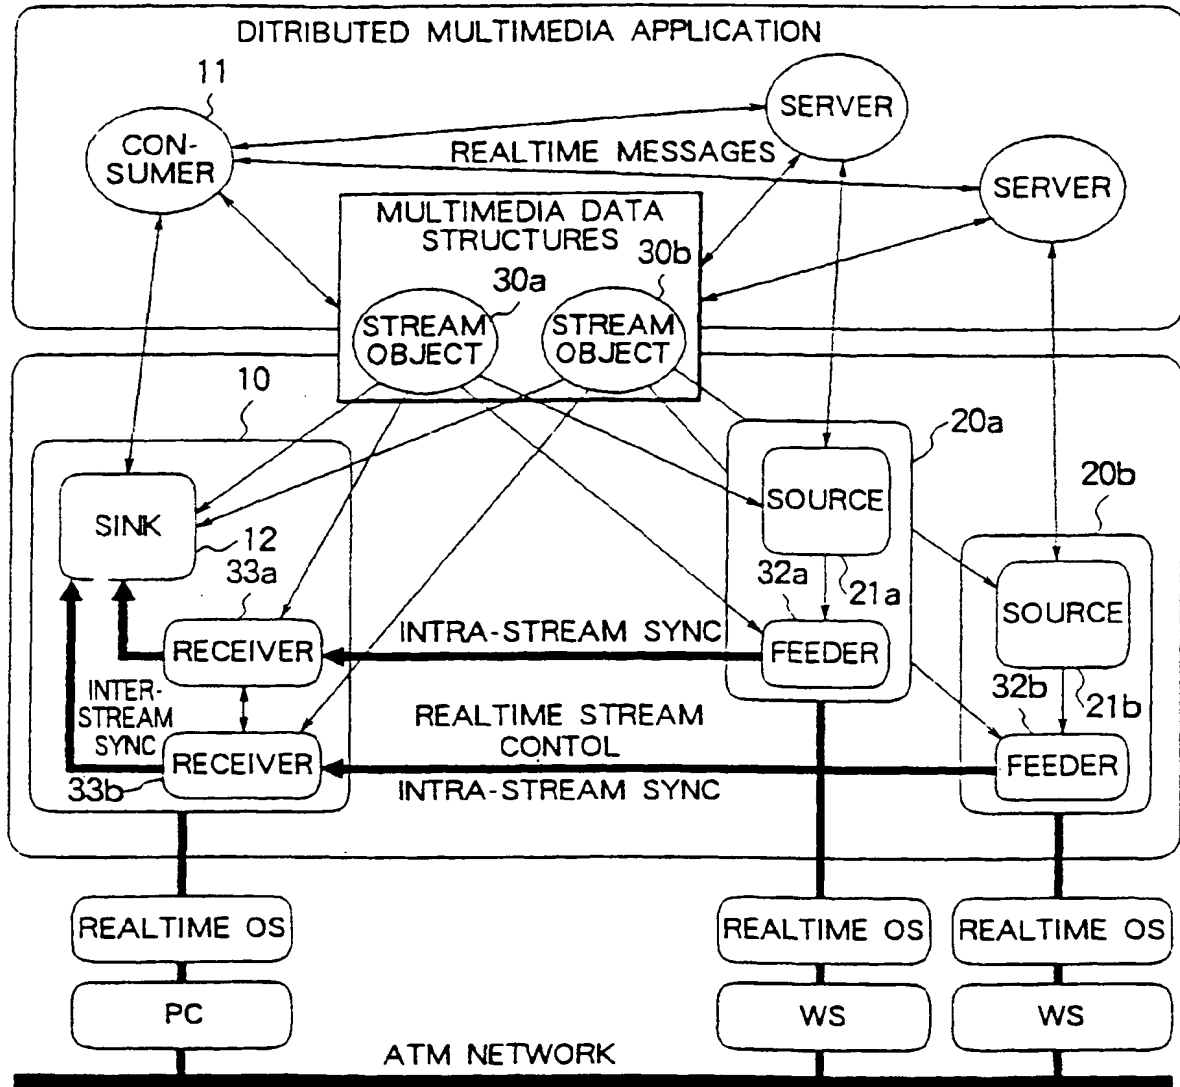 DITRIBUTED MULTIMEDIA APPLICATION
11
CON-
SUMER
SERVER
REALTIME MESSAGES
SERVER
MULTIMEDIA DATA
STRUCTURES
30a
30b
STREAM
OBJECT
STREAM
OBJECT
10
20a
20b
SINK
12
SOURCE
21a
SOURCE
21b
33a
RECEIVER
INTRA-STREAM SYNC
32a
FEEDER
INTER-
STREAM
SYNC
REALTIME STREAM
CONTOL
32b
RECEIVER
33b
INTRA-STREAM SYNC
FEEDER
REALTIME OS
REALTIME OS
REALTIME OS
PC
WS
WS
ATM NETWORK